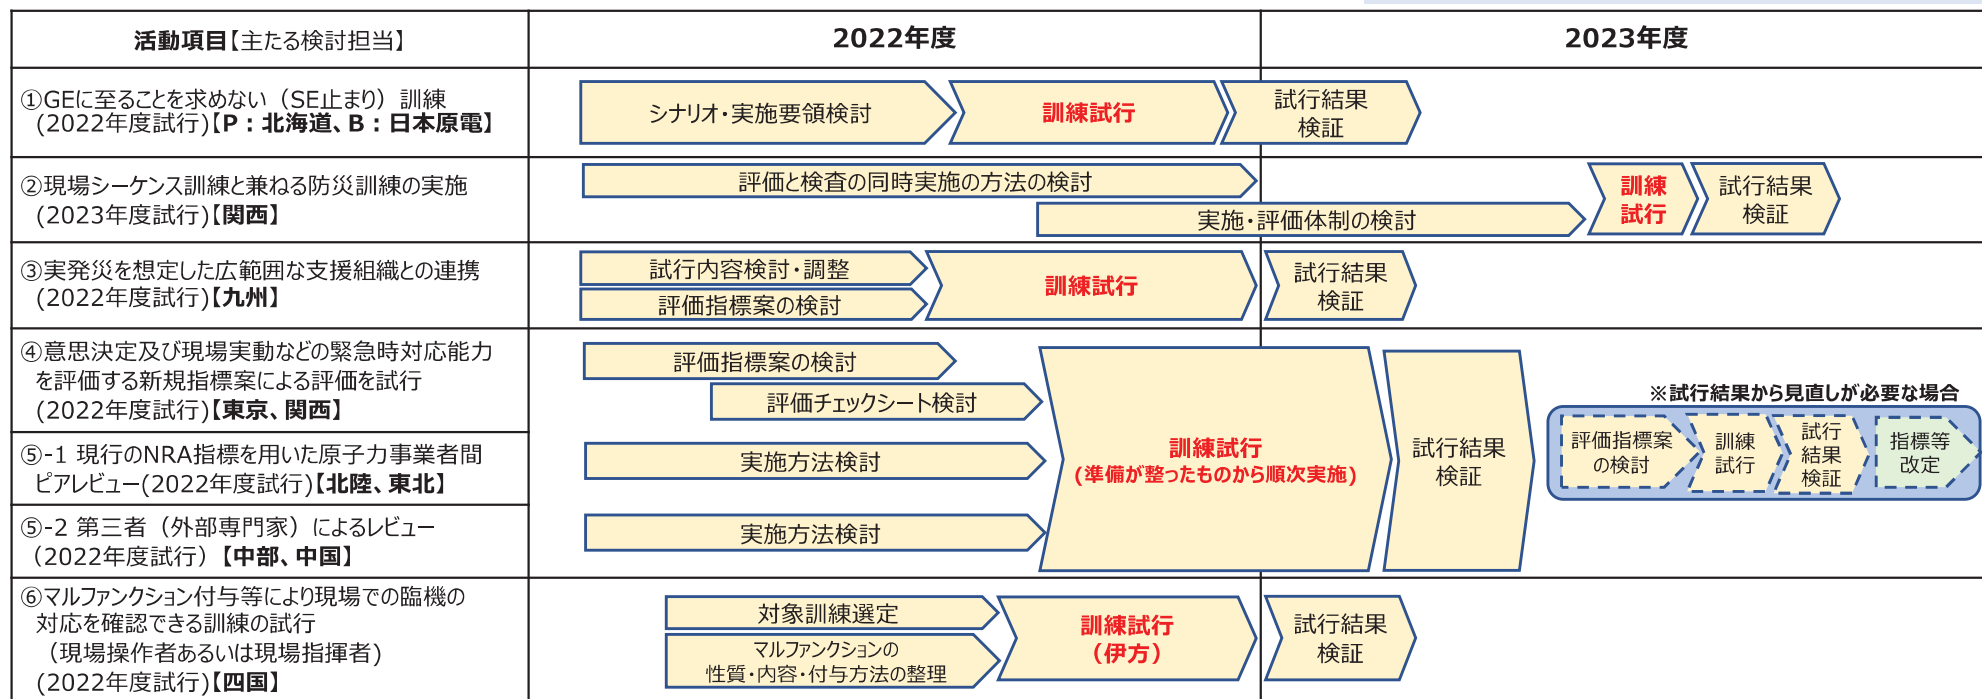 活動項目【主たる検討担当】
2022年度
2023年度
①GEに至ることを求めない（SE止まり）訓練
(2022年度試行)【P：北海道、B：日本原電】
シナリオ・実施要領検討
訓練試行
試行結果
検証
②現場シーケンス訓練と兼ねる防災訓練の実施
(2023年度試行)【関西】
評価と検査の同時実施の方法の検討
実施・評価体制の検討
訓練
試行
試行結果
検証
③実発災を想定した広範囲な支援組織との連携
(2022年度試行)【九州】
試行内容検討・調整
評価指標案の検討
訓練試行
試行結果
検証
④意思決定及び現場実動などの緊急時対応能力
を評価する新規指標案による評価を試行
(2022年度試行)【東京、関西】
評価指標案の検討
評価チェックシート検討
⑤-1 現行のNRA指標を用いた原子力事業者間
ピアレビュー(2022年度試行)【北陸、東北】
実施方法検討
⑤-2 第三者（外部専門家）によるレビュー
（2022年度試行）【中部、中国】
実施方法検討
訓練試行
(準備が整ったものから順次実施)
試行結果
検証
※試行結果から見直しが必要な場合
評価指標案
の検討
訓練
試行
試行
結果
検証
指標等
改定
⑥マルファンクション付与等により現場での臨機の
対応を確認できる訓練の試行
（現場操作者あるいは現場指揮者)
(2022年度試行)【四国】
対象訓練選定
マルファンクションの
性質・内容・付与方法の整理
訓練試行
（伊方）
試行結果
検証